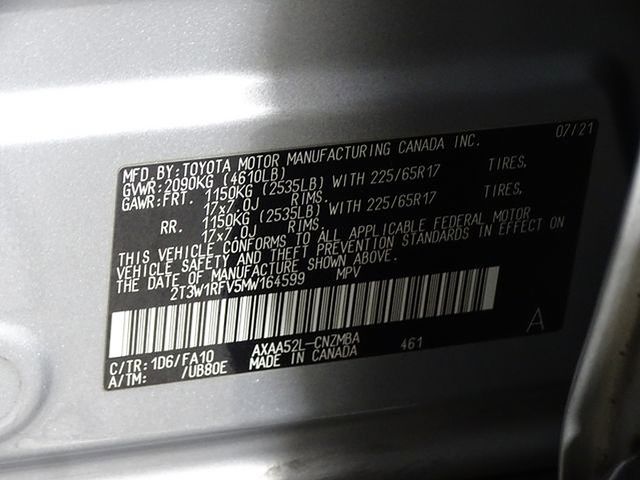 MFD. BY: TOYOTA MOTOR MANUFACTURING CANADA INC. 07/21
GVWR: 2090KG (4610LB)
GAWR: FRT. 1150KG (2535LB) WITH 225/65R17 TIRES,
17x7.0J RIMS.
RR. 1150KG (2535LB) WITH 225/65R17 TIRES,
17x7.0J RIMS.
THIS VEHICLE CONFORMS TO ALL APPLICABLE FEDERAL MOTOR
VEHICLE SAFETY AND THEFT PREVENTION STANDARDS IN EFFECT ON
THE DATE OF MANUFACTURE SHOWN ABOVE.
2T3W1RFV5MW164599 MPV
A
C/TR: 1D6/FA10 AXAA52L-CNZMBA 461
A/TM: /UB80E MADE IN CANADA